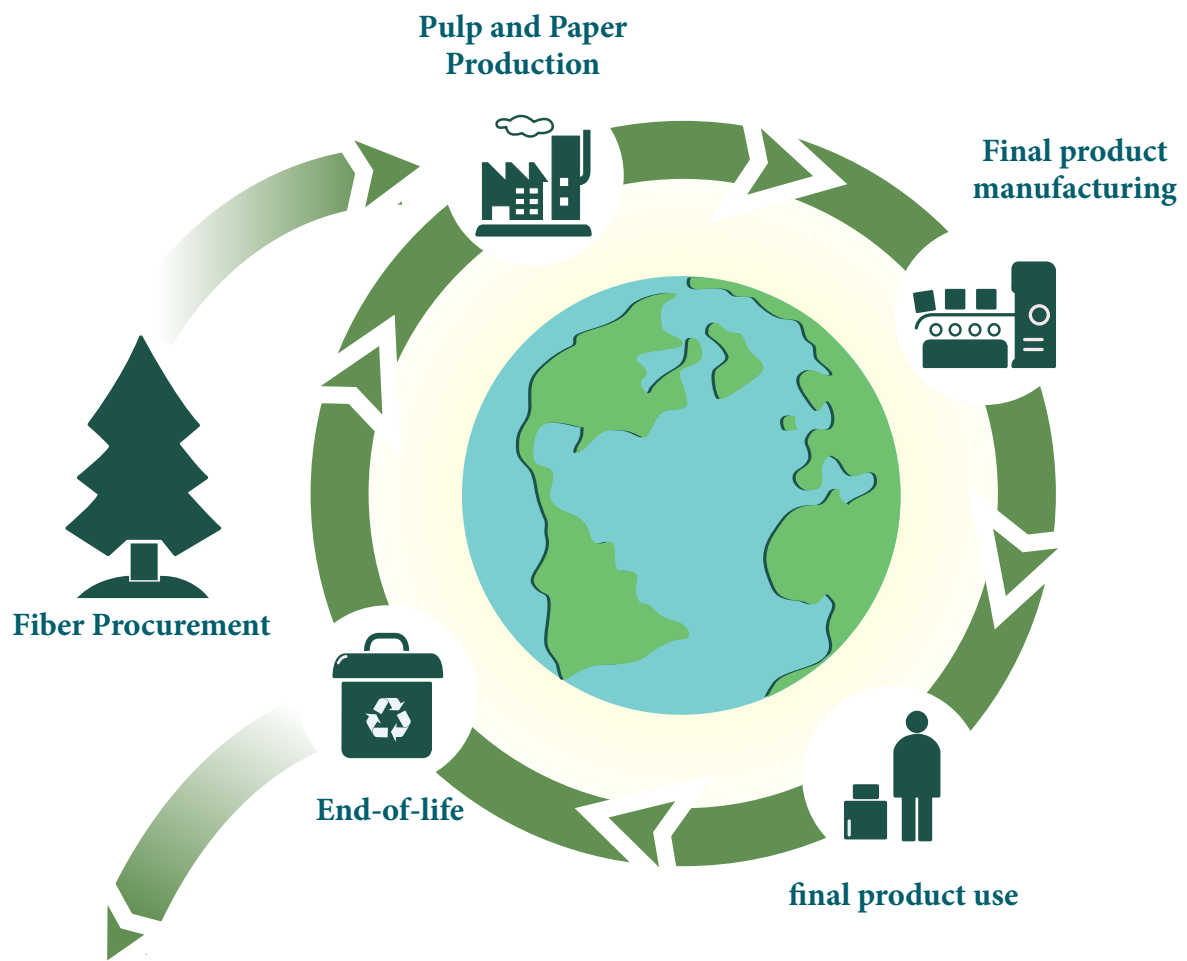 Pulp and Paper
Production
Final product
manufacturing
Fiber Procurement
End-of-life
final product use